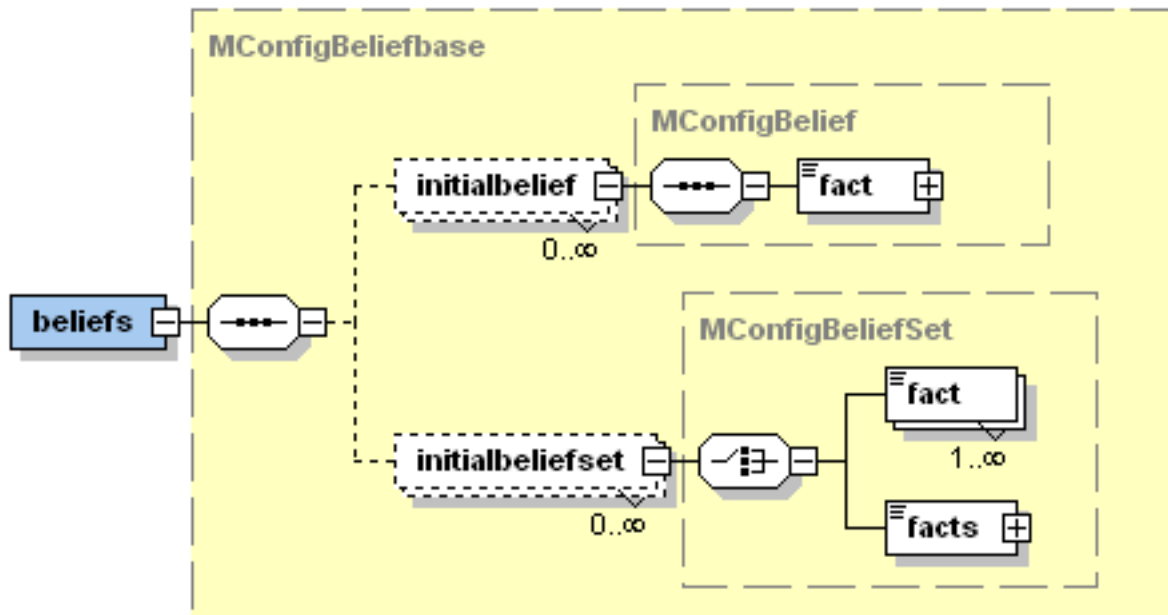 MConfigBeliefbase
MConfigBelief
initialbelief
fact
0..∞
beliefs
MConfigBeliefSet
fact
1..∞
initialbeliefset
0..∞
facts